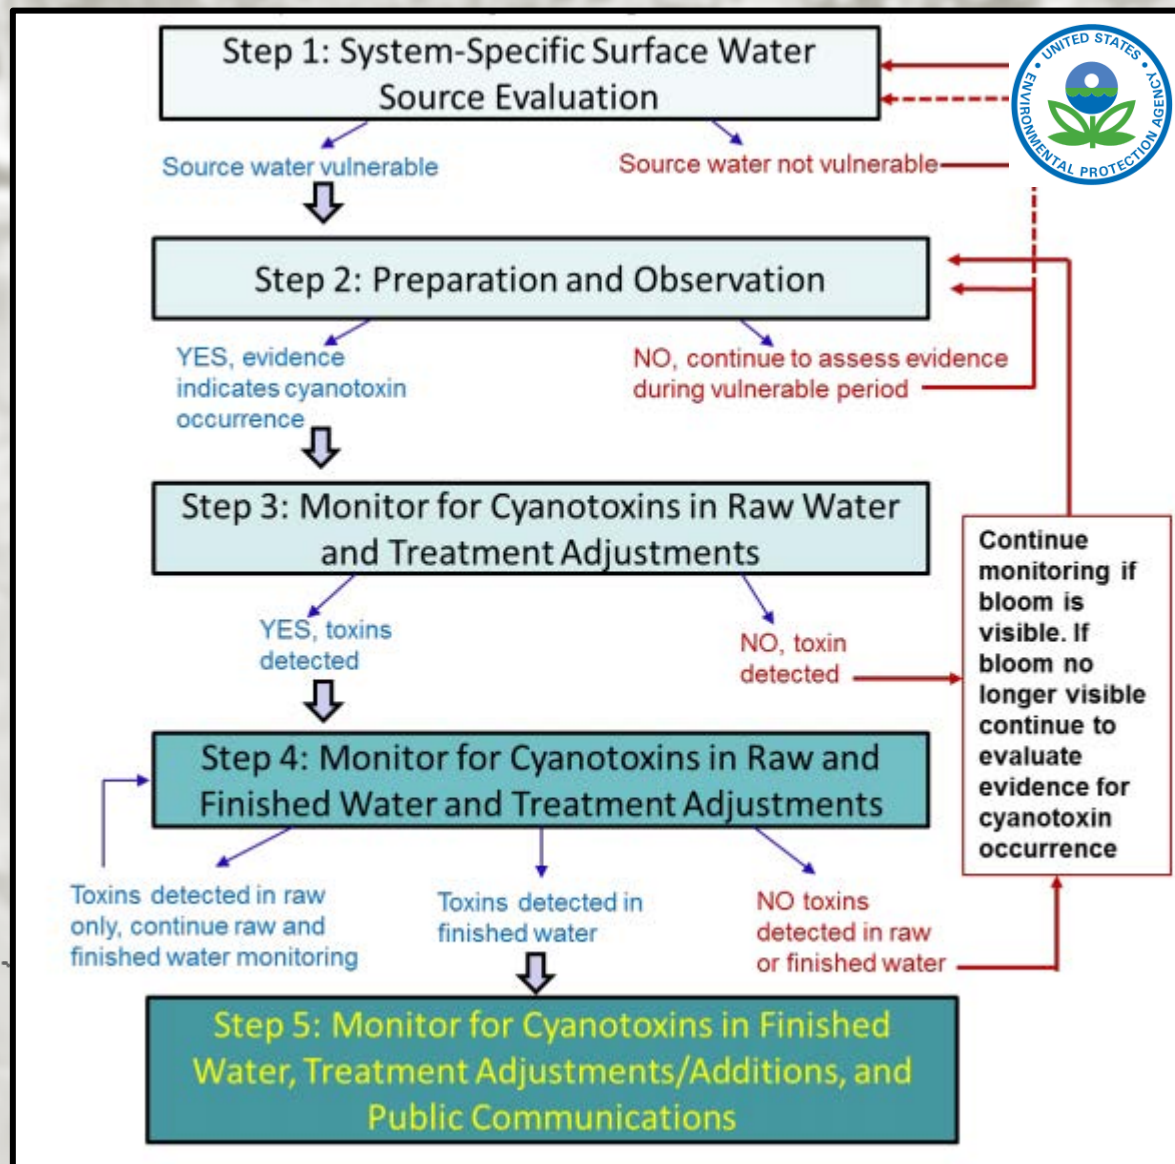 Step 1: System-Specific Surface Water
Source Evaluation
UNITED STATES
ENVIRONMENTAL PROTECTION AGENCY
Source water vulnerable
Source water not vulnerable
Step 2: Preparation and Observation
YES, evidence
indicates cyanotoxin
occurrence
NO, continue to assess evidence
during vulnerable period
Step 3: Monitor for Cyanotoxins in Raw Water
and Treatment Adjustments
YES, toxins
detected
NO, toxin
detected
Continue
monitoring if
bloom is
visible. If
bloom no
longer visible
continue to
evaluate
evidence for
cyanotoxin
occurrence
Step 4: Monitor for Cyanotoxins in Raw and
Finished Water and Treatment Adjustments
Toxins detected in raw
only, continue raw and
finished water monitoring
Toxins detected in
finished water
NO toxins
detected in raw
or finished water
Step 5: Monitor for Cyanotoxins in Finished
Water, Treatment Adjustments/Additions, and
Public Communications